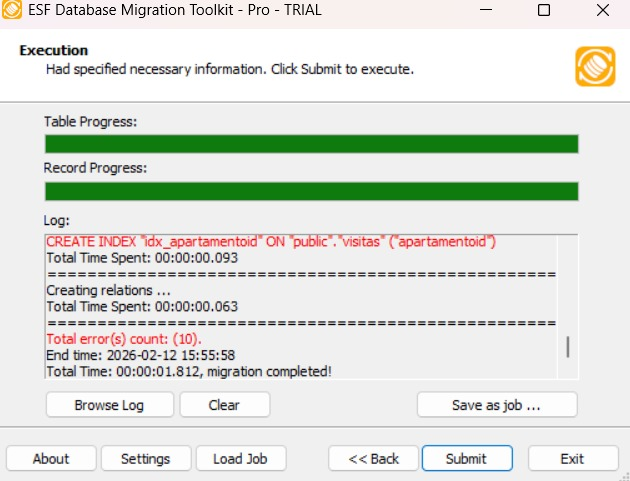 ESF Database Migration Toolkit - Pro - TRIAL
Execution
Had specified necessary information. Click Submit to execute.
Table Progress:
Record Progress:
Log:
CREATE INDEX "idx_apartamentoid" ON "public"."visitas" ("apartamentoid")
Total Time Spent: 00:00:00.093
===================================================
Creating relations ...
Total Time Spent: 00:00:00.063
===================================================
Total error(s) count: (10).
End time: 2026-02-12 15:55:58
Total Time: 00:00:01.812, migration completed!
Browse Log Clear Save as job ...
About Settings Load Job << Back Submit Exit